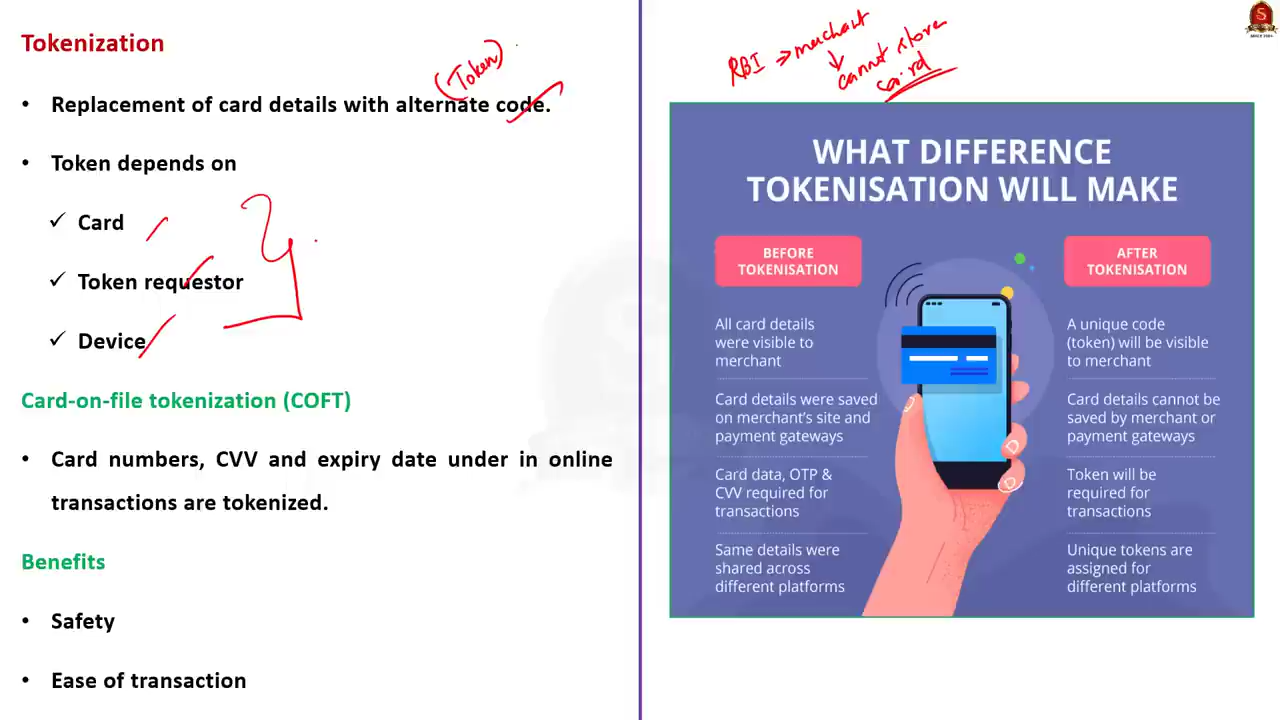 Tokenization
(Token)
• Replacement of card details with alternate code.
• Token depends on
✓ Card
✓ Token requestor
✓ Device
Card-on-file tokenization (COFT)
• Card numbers, CVV and expiry date under in online
transactions are tokenized.
Benefits
• Safety
• Ease of transaction
RBI => merchant
cannot store
card
WHAT DIFFERENCE
TOKENISATION WILL MAKE
BEFORE
TOKENISATION
All card details
were visible to
merchant
Card details were saved
on merchant's site and
payment gateways
Card data, OTP &
CVV required for
transactions
Same details were
shared across
different platforms
AFTER
TOKENISATION
A unique code
(token) will be visible
to merchant
Card details cannot be
saved by merchant or
payment gateways
Token will be
required for
transactions
Unique tokens are
assigned for
different platforms